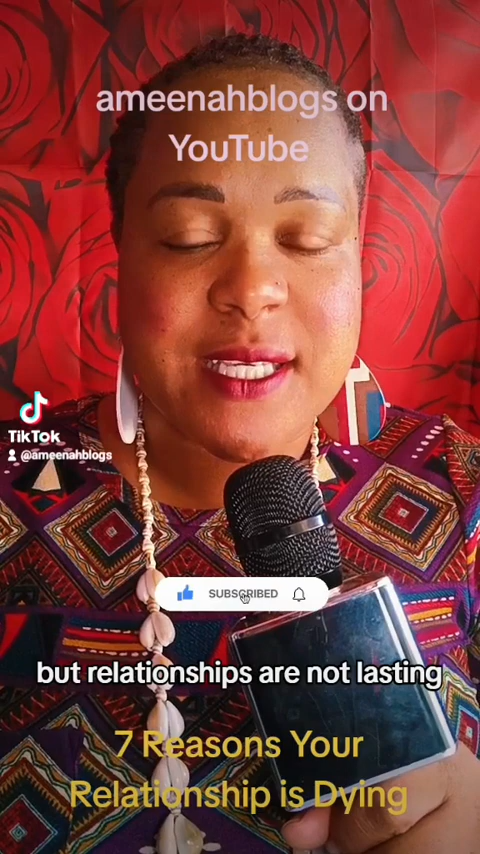 ameenahblogs on
YouTube
TikTok
@ameenahblogs
SUBSCRIBED
but relationships are not lasting
7 Reasons Your
Relationship is Dying